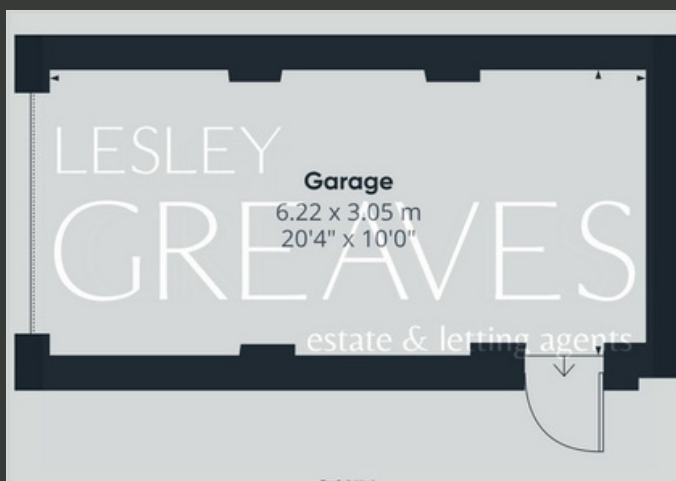 LESLEY
Garage
6.22 x 3.05 m
20'4" x 10'0"
GREAVES
estate & letting agents